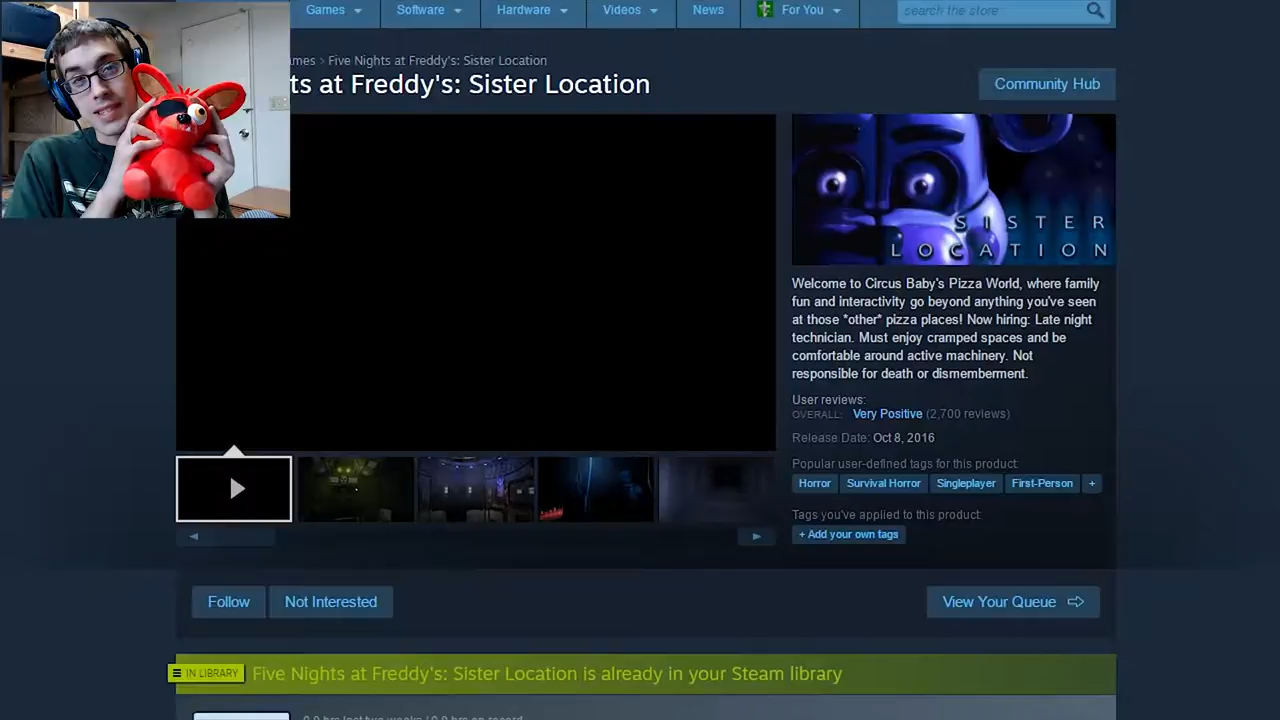 Games
Software
Hardware
Videos
News
For You
search the store
mes > Five Nights at Freddy's: Sister Location
ts at Freddy's: Sister Location
Community Hub
SISTER
LOCATION
Welcome to Circus Baby's Pizza World, where family
fun and interactivity go beyond anything you've seen
at those *other* pizza places! Now hiring: Late night
technician. Must enjoy cramped spaces and be
comfortable around active machinery. Not
responsible for death or dismemberment.
User reviews:
OVERALL: Very Positive (2,700 reviews)
Release Date: Oct 8, 2016
Popular user-defined tags for this product:
Horror Survival Horror Singleplayer First-Person +
Tags you've applied to this product:
+ Add your own tags
Follow Not Interested View Your Queue
IN LIBRARY Five Nights at Freddy's: Sister Location is already in your Steam library